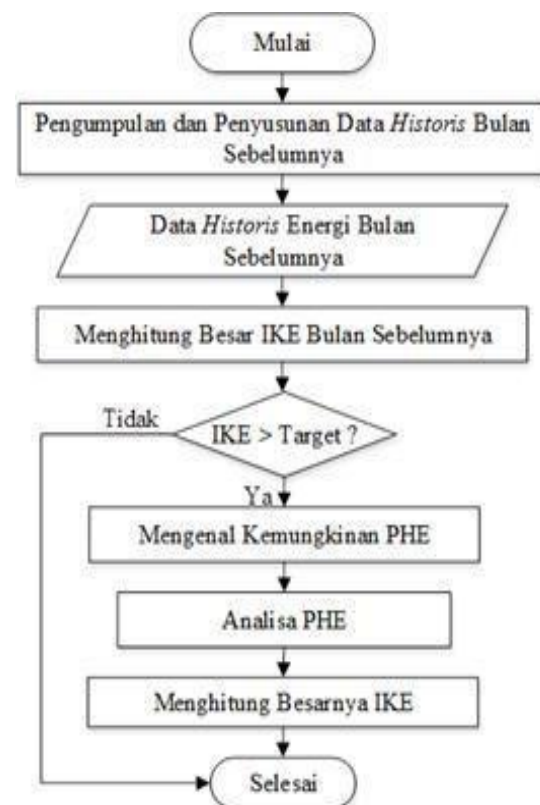 Mulai
Pengumpulan dan Penyusunan Data Historis Bulan
Sebelumnya
Data Historis Energi Bulan
Sebelumnya
Menghitung Besar IKE Bulan Sebelumnya
Tidak
IKE > Target ?
Ya
Mengenal Kemungkinan PHE
Analisa PHE
Menghitung Besarnya IKE
Selesai